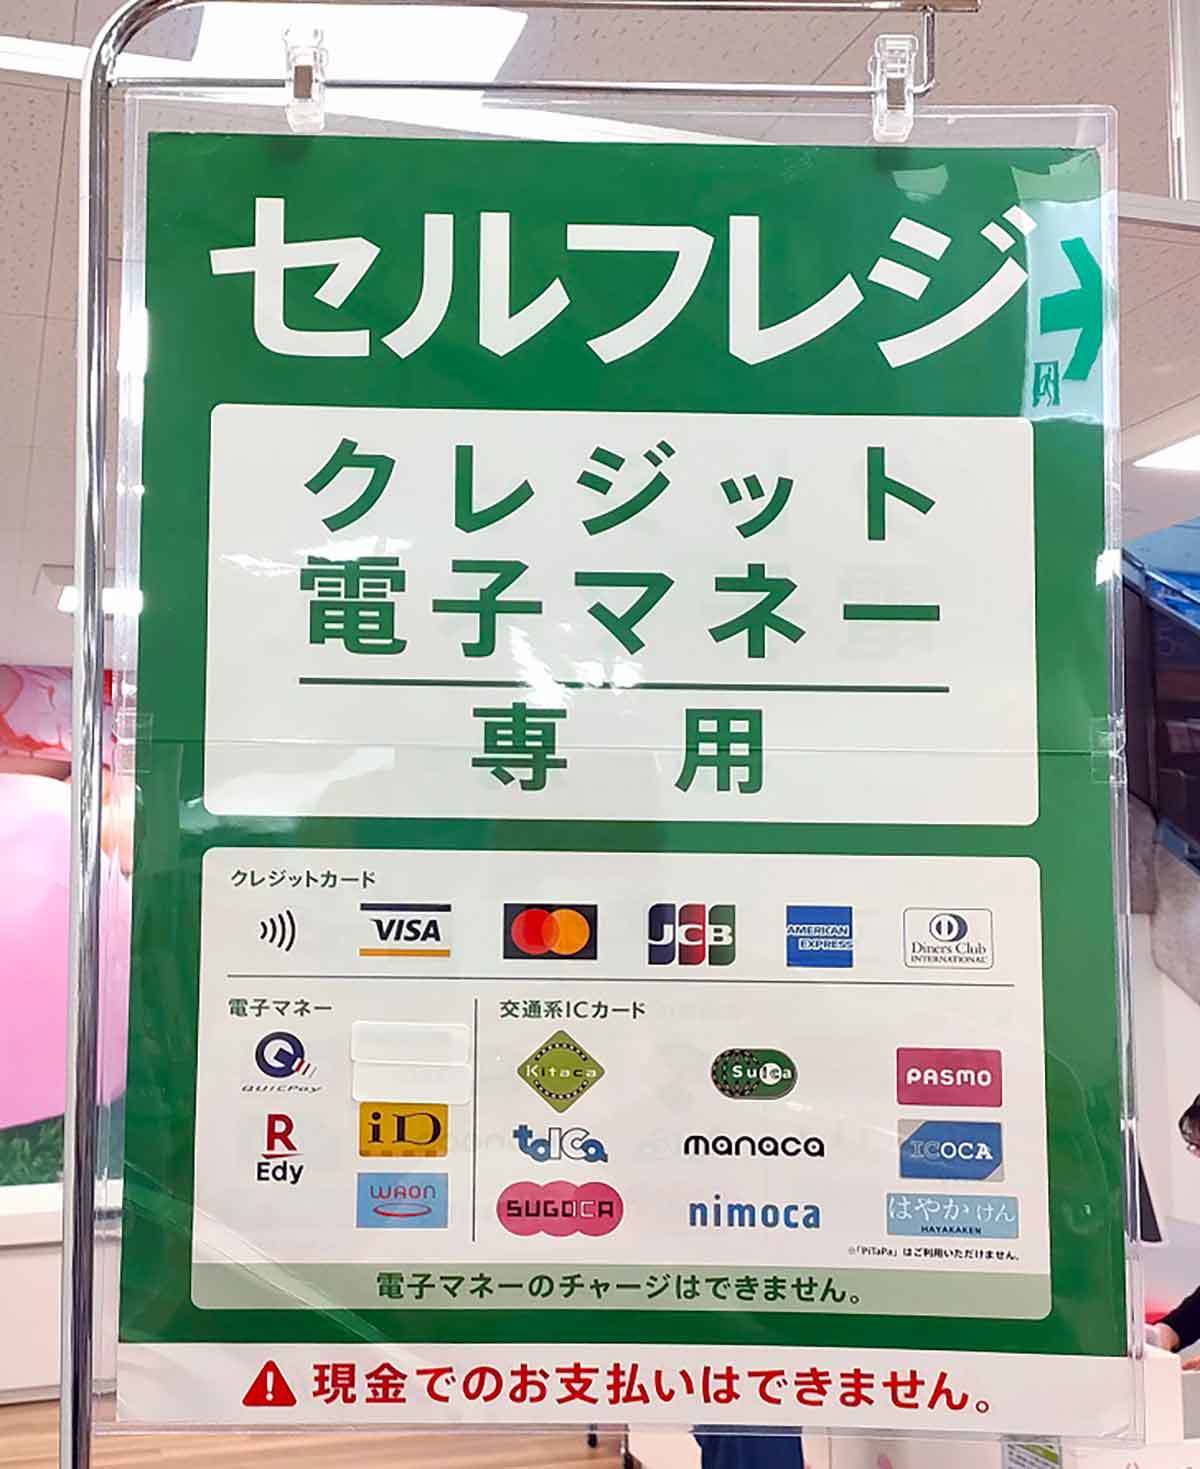 セルフレジ
クレジット
電子マネー
専用
クレジットカード
VISA
JCB
AMERICAN EXPRESS
Diners Club INTERNATIONAL
電子マネー
QUICPay
R Edy
iD
WAON
交通系ICカード
Kitaca Suica PASMO
toICa manaca ICOCA
SUGOCA nimoca はやかけん HAYAKAKEN
※「PiTaPa」はご利用いただけません。
電子マネーのチャージはできません。
現金でのお支払いはできません。